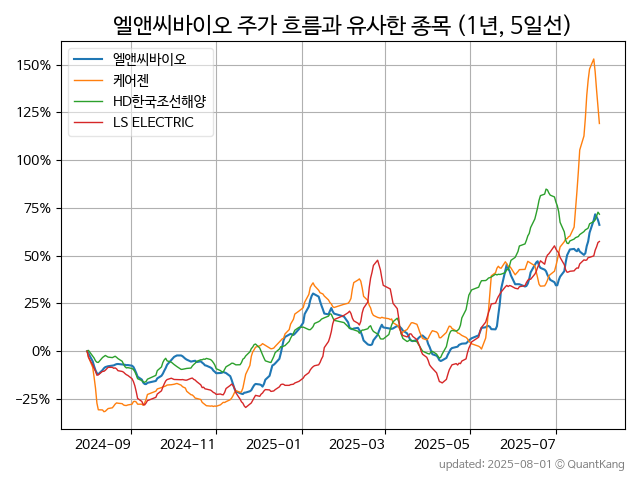 엘앤씨바이오 주가 흐름과 유사한 종목 (1년, 5일선)
엘앤씨바이오
케어젠
HD한국조선해양
LS ELECTRIC
150%
125%
100%
75%
50%
25%
0%
−25%
2024-09 2024-11 2025-01 2025-03 2025-05 2025-07
updated: 2025-08-01 © QuantKang